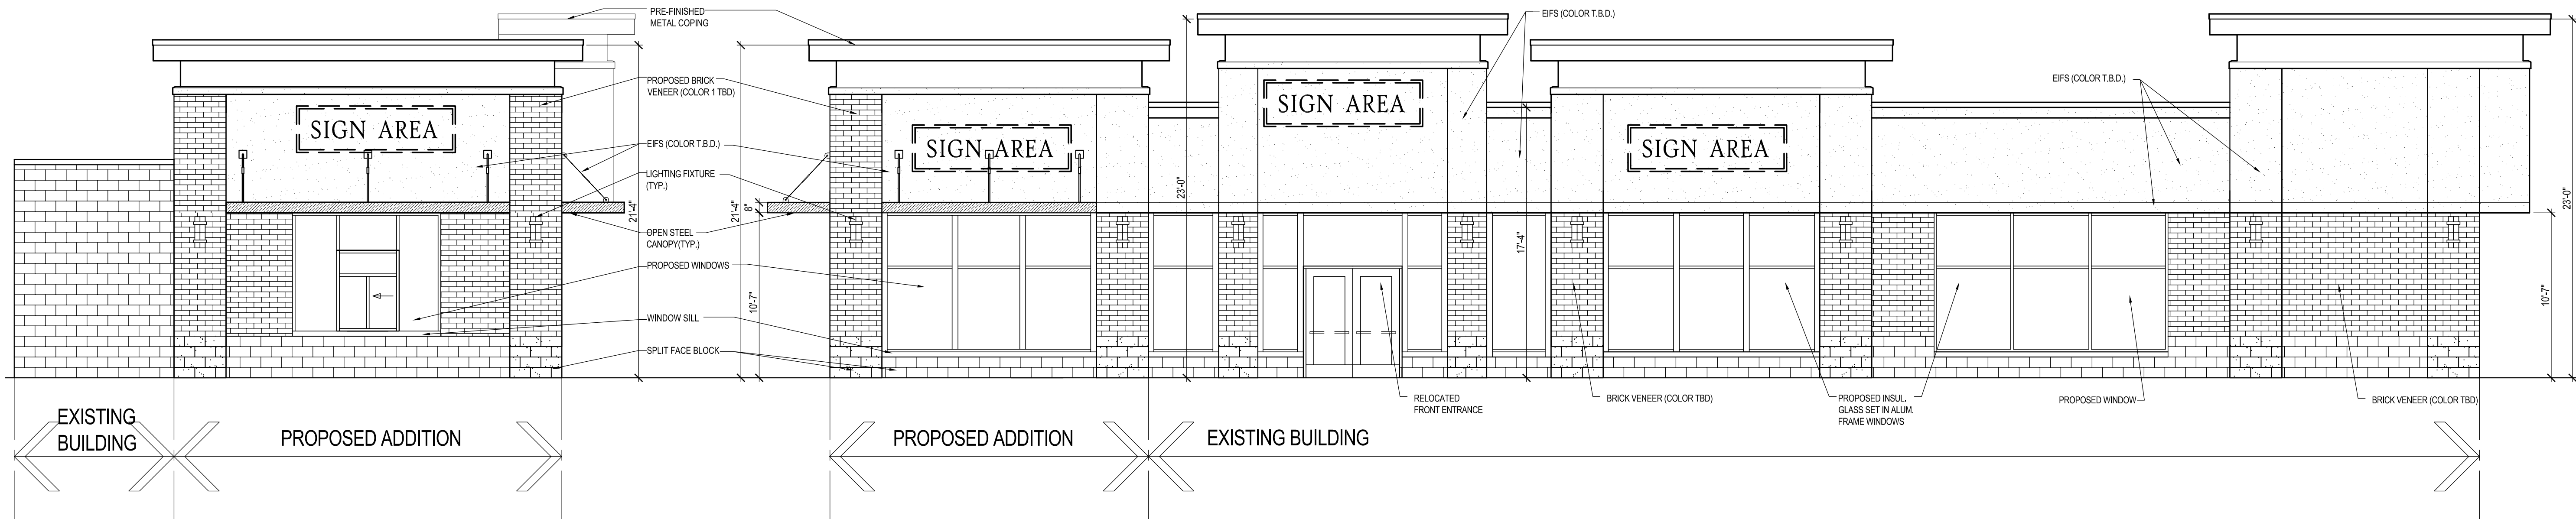 PRE-FINISHED
METAL COPING
PROPOSED BRICK
VENEER (COLOR 1 TBD)
SIGN AREA
EIFS (COLOR T.B.D.)
LIGHTING FIXTURE
(TYP.)
OPEN STEEL
CANOPY(TYP.)
PROPOSED WINDOWS
WINDOW SILL
SPLIT FACE BLOCK
21'-4"
21'-4"
8"
10'-7"
EXISTING
BUILDING
PROPOSED ADDITION
SIGN AREA
SIGN AREA
SIGN AREA
EIFS (COLOR T.B.D.)
EIFS (COLOR T.B.D.)
23'-0"
17'-4"
23'-0"
10'-7"
RELOCATED
FRONT ENTRANCE
BRICK VENEER (COLOR TBD)
PROPOSED INSUL.
GLASS SET IN ALUM.
FRAME WINDOWS
PROPOSED WINDOW
BRICK VENEER (COLOR TBD)
PROPOSED ADDITION
EXISTING BUILDING